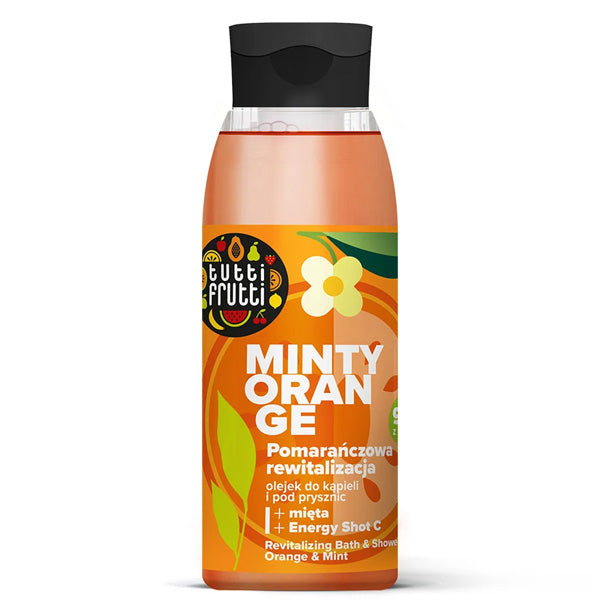 tutti
frutti
MINTY
ORAN
GE
Pomarańczowa
rewitalizacja
olejek do kąpieli
i pod prysznic
+ mięta
+ Energy Shot C
Revitalizing Bath &
Orange & Mint